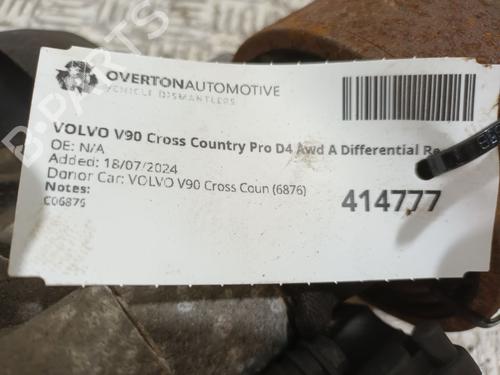 OVERTONAUTOMOTIVE
VEHICLE DISMANTLERS
VOLVO V90 Cross Country Pro D4 Awd A Differential Re
OE: N/A
Added: 18/07/2024
Donor Car: VOLVO V90 Cross Coun (6876)
Notes:
C06876
414777
B-PARTS